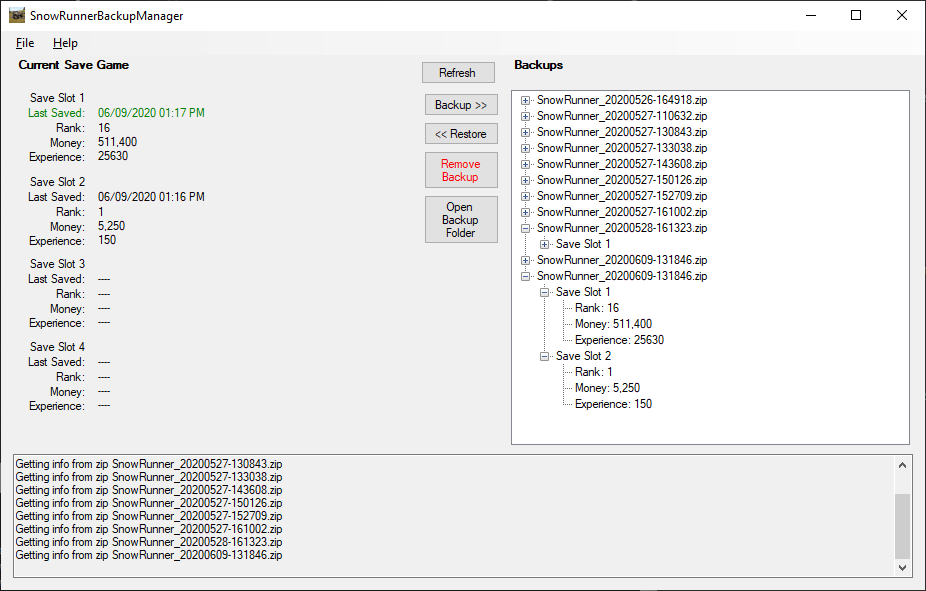 SnowRunnerBackupManager
File Help
Current Save Game
Save Slot 1
Last Saved: 06/09/2020 01:17 PM
Rank: 16
Money: 511,400
Experience: 25630
Save Slot 2
Last Saved: 06/09/2020 01:16 PM
Rank: 1
Money: 5,250
Experience: 150
Save Slot 3
Last Saved: ----
Rank: ----
Money: ----
Experience: ----
Save Slot 4
Last Saved: ----
Rank: ----
Money: ----
Experience: ----
Refresh
Backup >>
<< Restore
Remove
Backup
Open
Backup
Folder
Backups
SnowRunner_20200526-164918.zip
SnowRunner_20200527-110632.zip
SnowRunner_20200527-130843.zip
SnowRunner_20200527-133038.zip
SnowRunner_20200527-143608.zip
SnowRunner_20200527-150126.zip
SnowRunner_20200527-152709.zip
SnowRunner_20200527-161002.zip
SnowRunner_20200528-161323.zip
Save Slot 1
SnowRunner_20200609-131846.zip
SnowRunner_20200609-131846.zip
Save Slot 1
Rank: 16
Money: 511,400
Experience: 25630
Save Slot 2
Rank: 1
Money: 5,250
Experience: 150
Getting info from zip SnowRunner_20200527-130843.zip
Getting info from zip SnowRunner_20200527-133038.zip
Getting info from zip SnowRunner_20200527-143608.zip
Getting info from zip SnowRunner_20200527-150126.zip
Getting info from zip SnowRunner_20200527-152709.zip
Getting info from zip SnowRunner_20200527-161002.zip
Getting info from zip SnowRunner_20200528-161323.zip
Getting info from zip SnowRunner_20200609-131846.zip